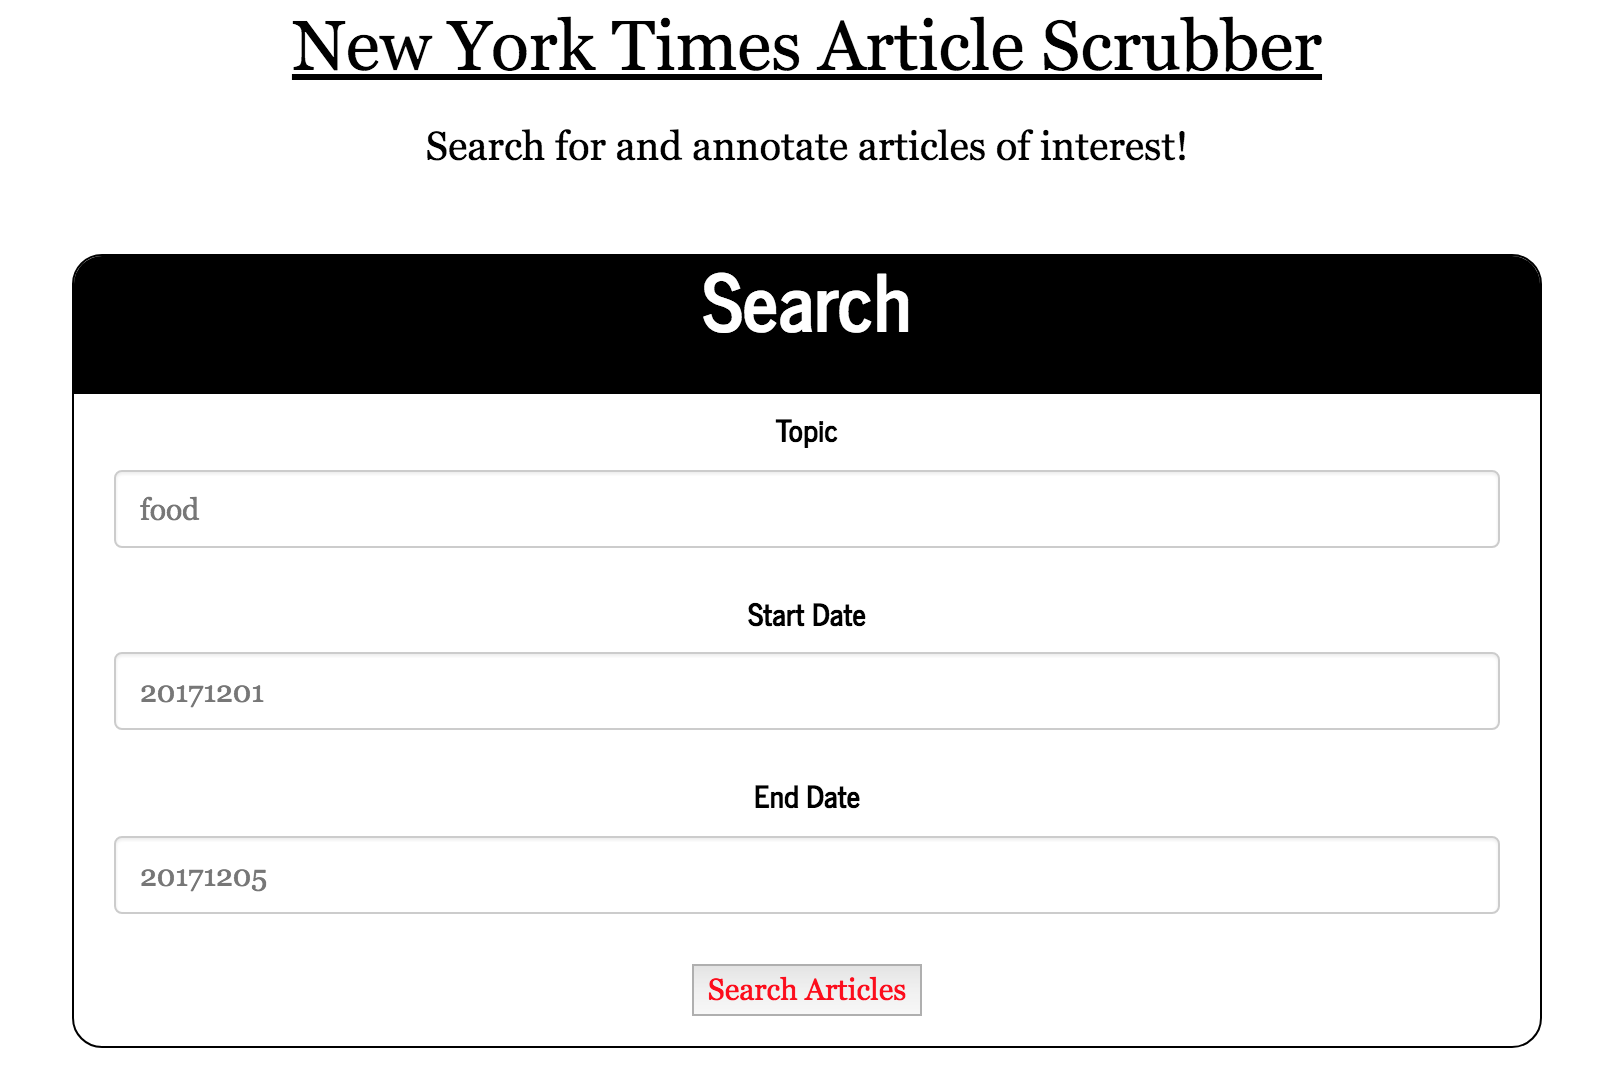 New York Times Article Scrubber
Search for and annotate articles of interest!
Search
Topic
food
Start Date
20171201
End Date
20171205
Search Articles